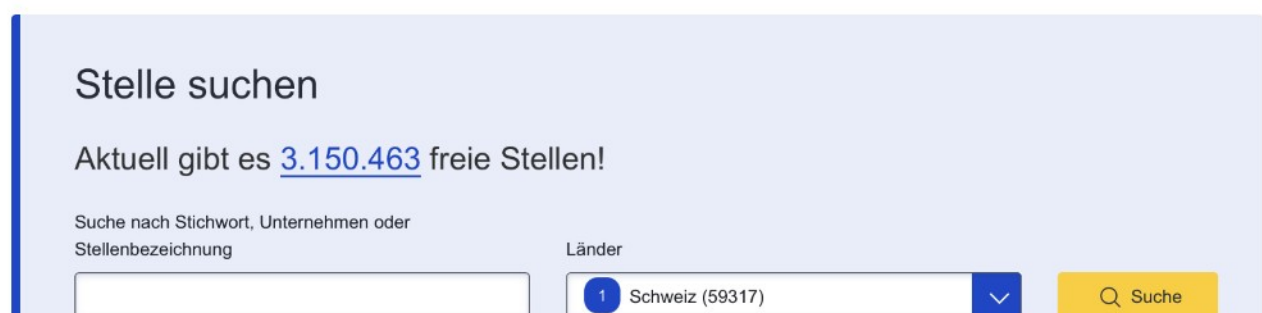 Stelle suchen
Aktuell gibt es 3.150.463 freie Stellen!
Suche nach Stichwort, Unternehmen oder
Stellenbezeichnung
Länder
1 Schweiz (59317)
Suche